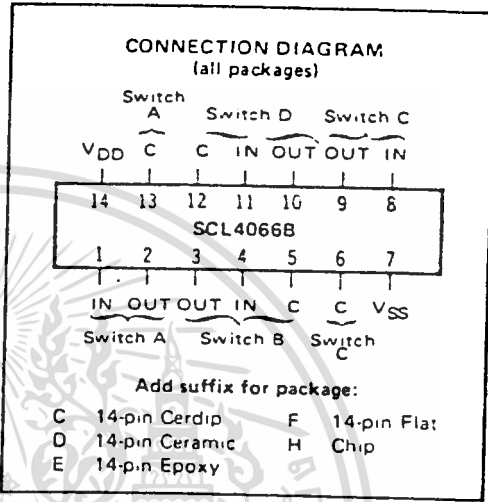 CONNECTION DIAGRAM
(all packages)
Switch A Switch D Switch C
VDD C C IN OUT OUT IN
14 13 12 11 10 9 8
SCL4066B
1 2 3 4 5 6 7
IN OUT OUT IN C C VSS
Switch A Switch B Switch C
Add suffix for package:
C 14-pin Cerdip F 14-pin Flat
D 14-pin Ceramic H Chip
E 14-pin Epoxy